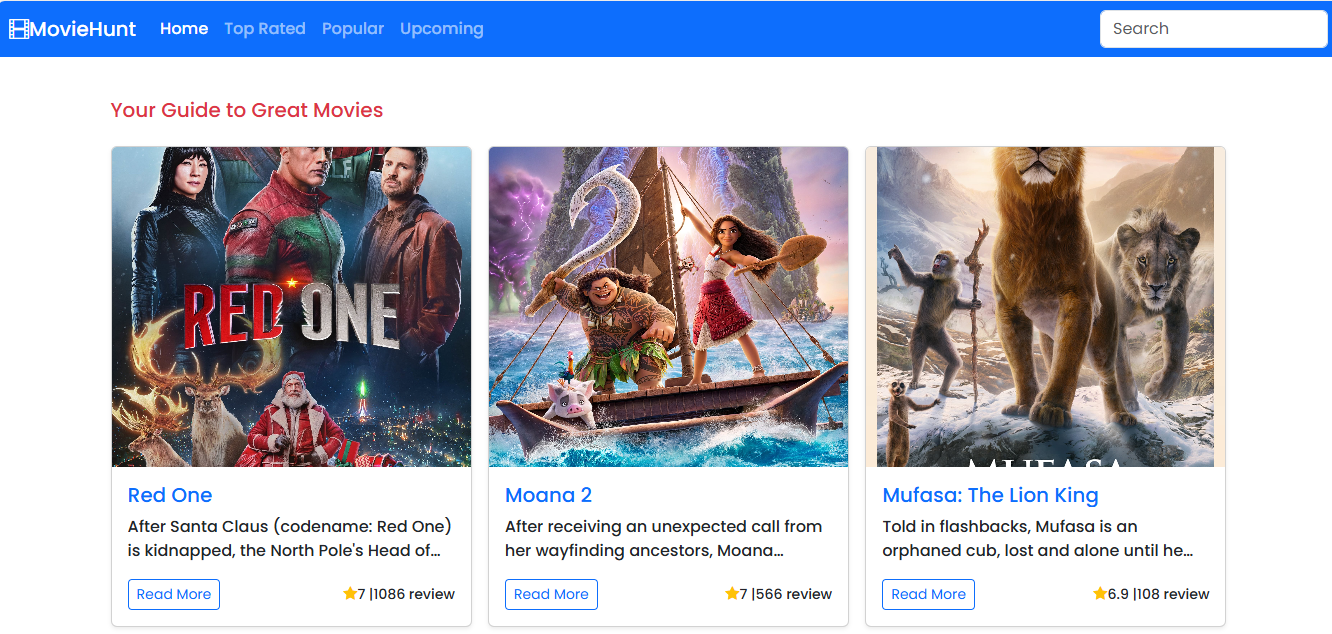 MovieHunt Home Top Rated Popular Upcoming Search
Your Guide to Great Movies
RED ONE
MUFASA
Red One
After Santa Claus (codename: Red One)
is kidnapped, the North Pole's Head of...
Read More
7 |1086 review
Moana 2
After receiving an unexpected call from
her wayfinding ancestors, Moana...
Read More
7 |566 review
Mufasa: The Lion King
Told in flashbacks, Mufasa is an
orphaned cub, lost and alone until he...
Read More
6.9 |108 review